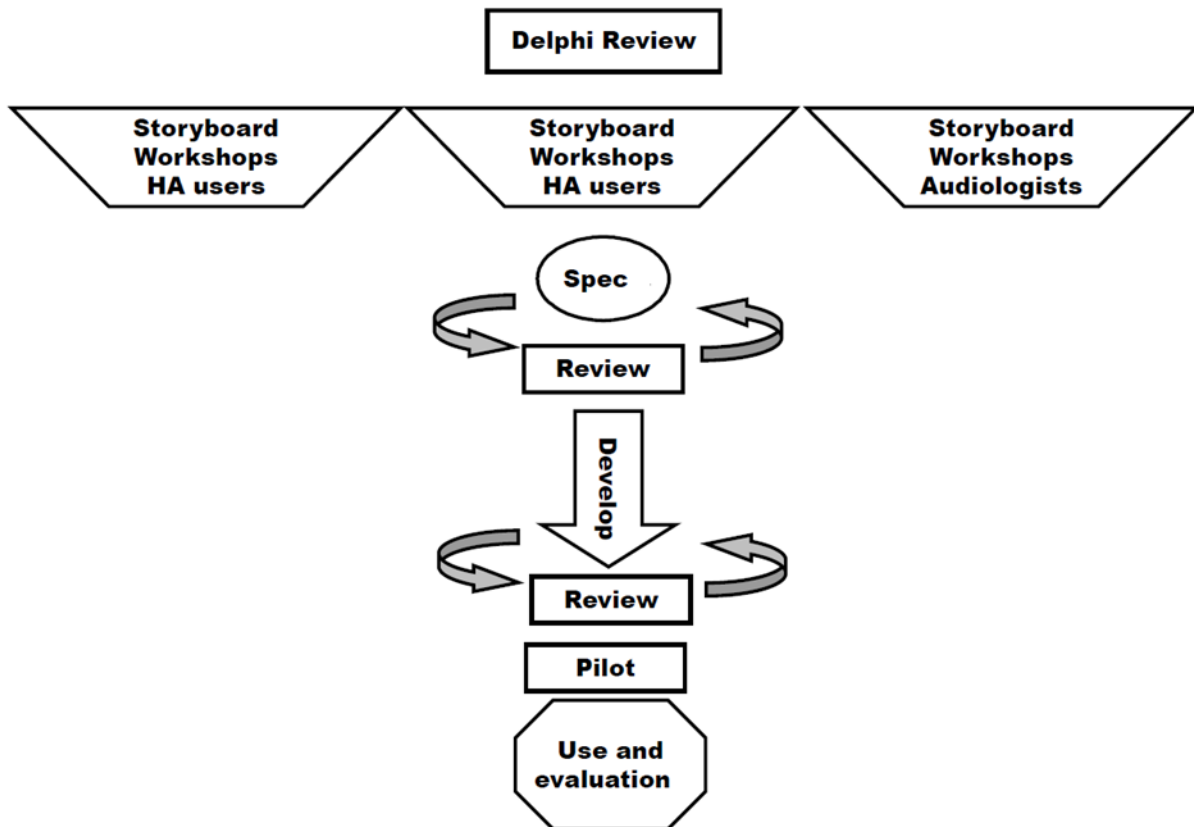 Delphi Review
Storyboard
Workshops
HA users
Storyboard
Workshops
HA users
Storyboard
Workshops
Audiologists
Spec
Review
Develop
Review
Pilot
Use and
evaluation